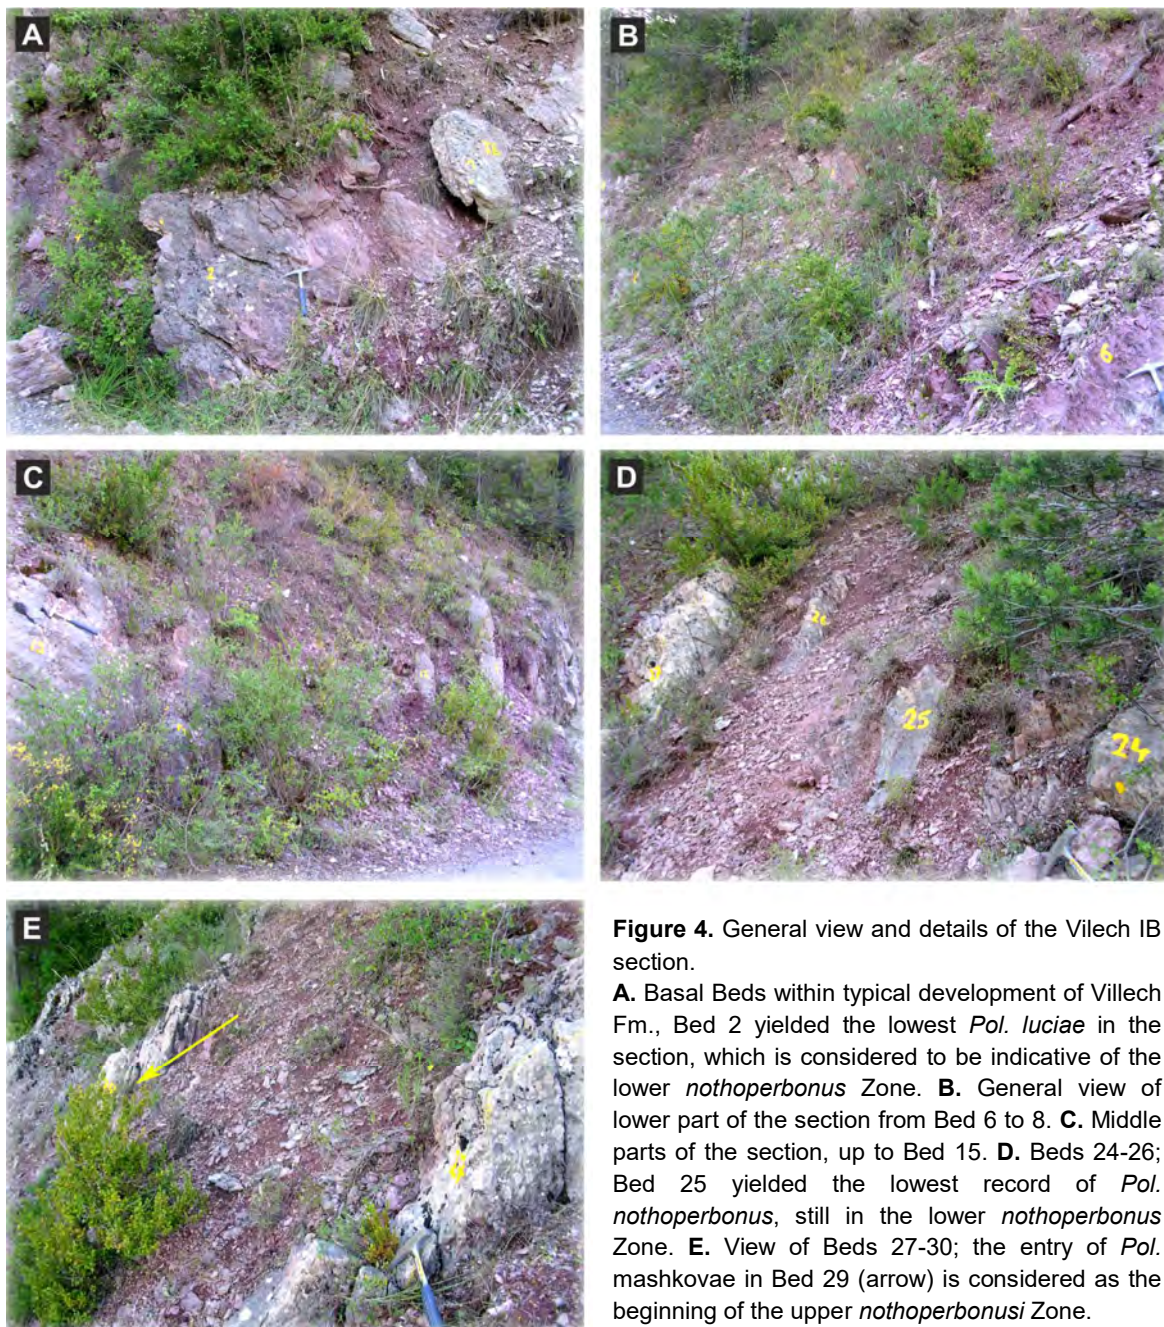 A
2
B
6
C
12
D
26
25
24
E
Figure 4. General view and details of the Vilech IB
section.
A. Basal Beds within typical development of Villech
Fm., Bed 2 yielded the lowest Pol. luciae in the
section, which is considered to be indicative of the
lower nothoperbonus Zone. B. General view of
lower part of the section from Bed 6 to 8. C. Middle
parts of the section, up to Bed 15. D. Beds 24-26;
Bed 25 yielded the lowest record of Pol.
nothoperbonus, still in the lower nothoperbonus
Zone. E. View of Beds 27-30; the entry of Pol.
mashkovae in Bed 29 (arrow) is considered as the
beginning of the upper nothoperbonusi Zone.